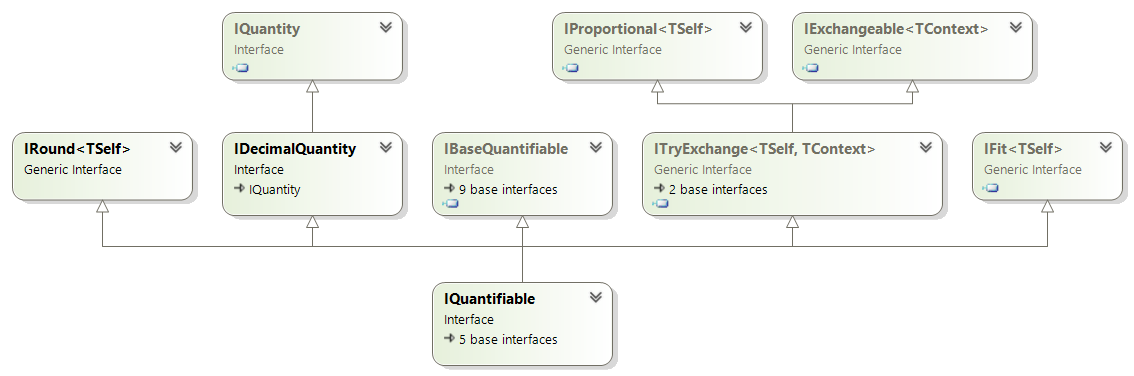 IQuantity
Interface
IProportional<TSelf>
Generic Interface
IExchangeable<TContext>
Generic Interface
IRound<TSelf>
Generic Interface
IDecimalQuantity
Interface
IQuantity
IBaseQuantifiable
Interface
9 base interfaces
ITryExchange<TSelf, TContext>
Generic Interface
2 base interfaces
IFit<TSelf>
Generic Interface
IQuantifiable
Interface
5 base interfaces